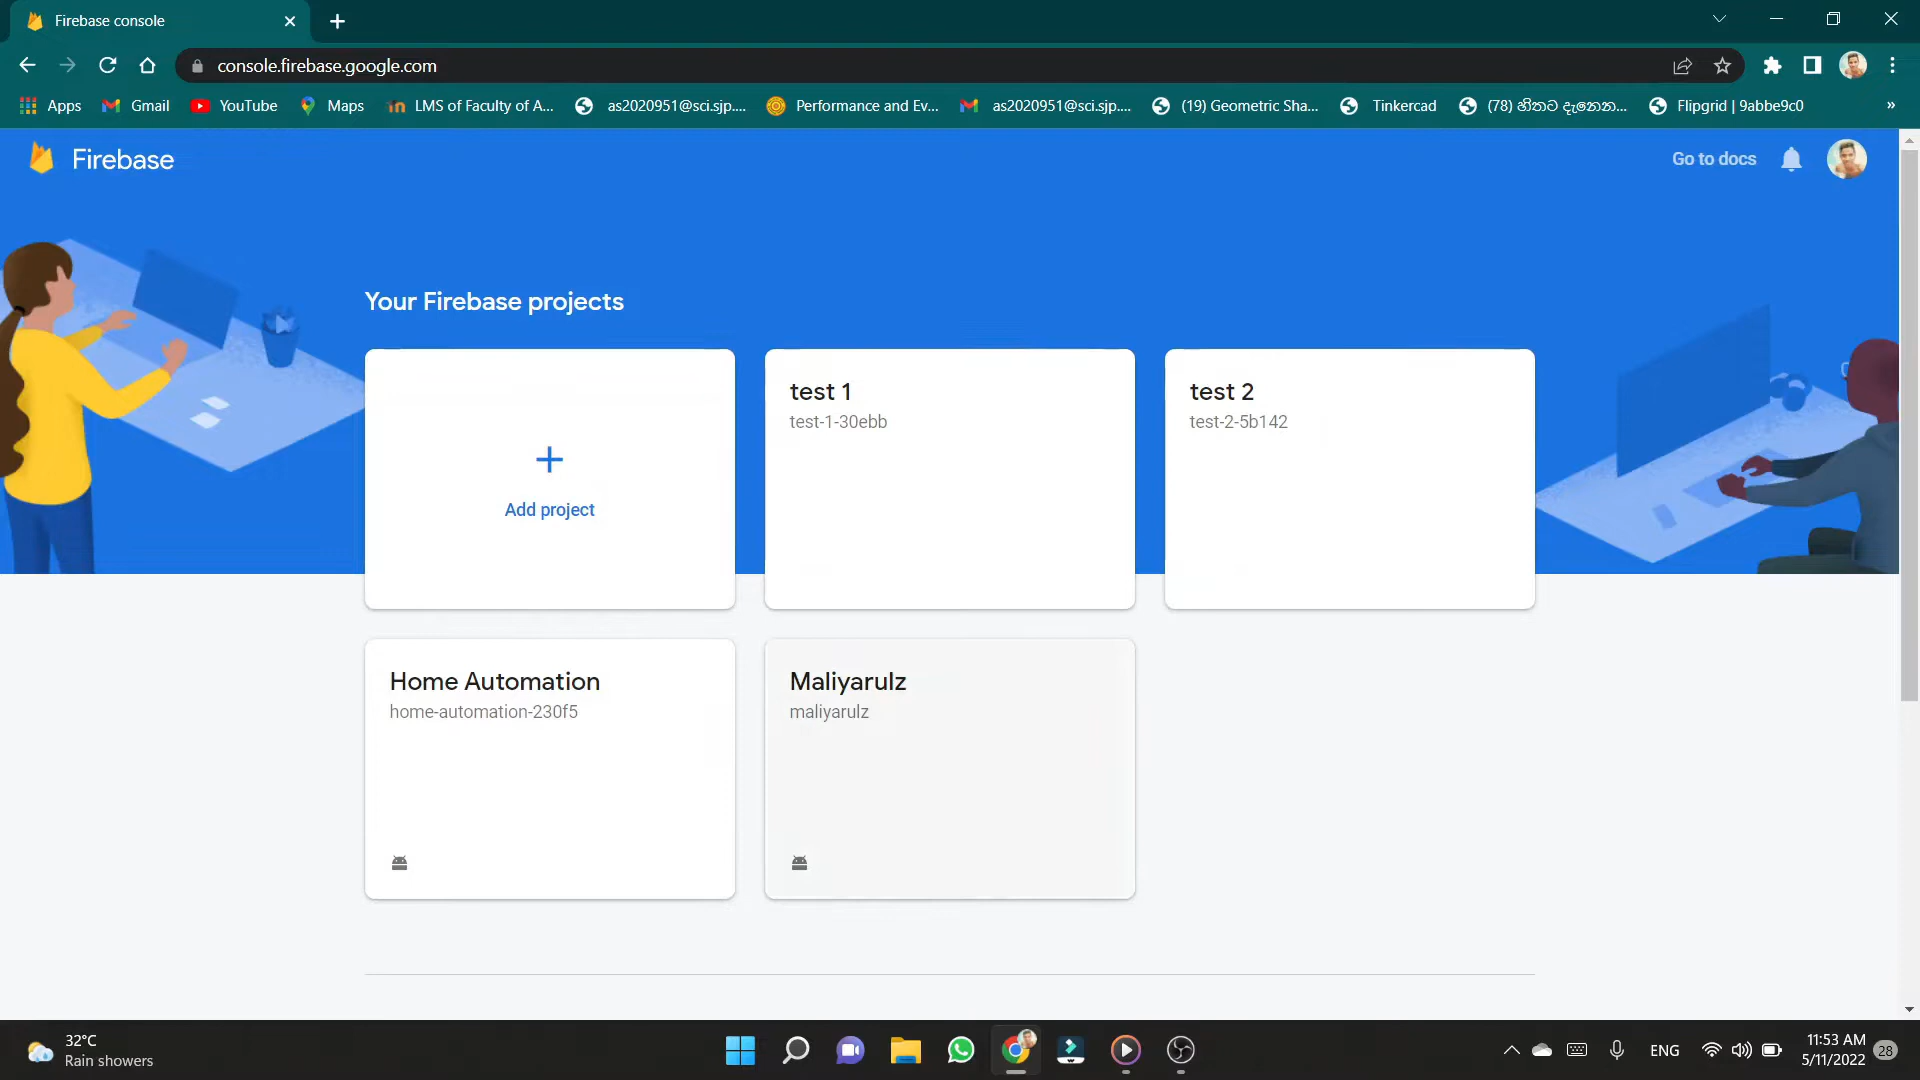 Firebase console
console.firebase.google.com
Apps Gmail YouTube Maps LMS of Faculty of A... as2020951@sci.sjp.... Performance and Ev... as2020951@sci.sjp.... (19) Geometric Sha... Tinkercad (78) හිතට දැනෙන... Flipgrid | 9abbe9c0 »
Firebase
Go to docs
Your Firebase projects
Add project
test 1
test-1-30ebb
test 2
test-2-5b142
Home Automation
home-automation-230f5
Maliyarulz
maliyarulz
32°C
Rain showers
ENG
11:53 AM
5/11/2022
28